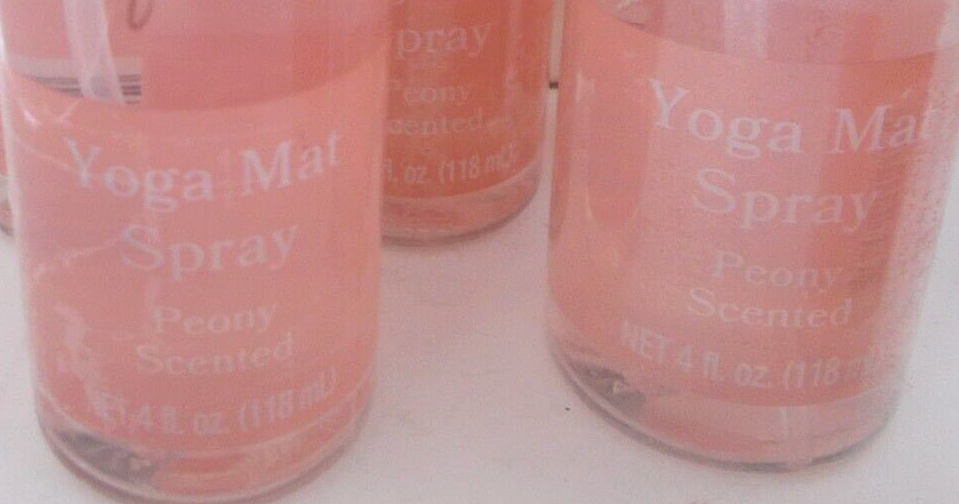 Yoga Mat
Spray
Peony
Scented
NET 4 fl. oz. (118 mL)
Spray
Peony
Scented
fl. oz. (118 mL)
Yoga Mat
Spray
Peony
Scented
NET 4 fl. oz. (118 mL)